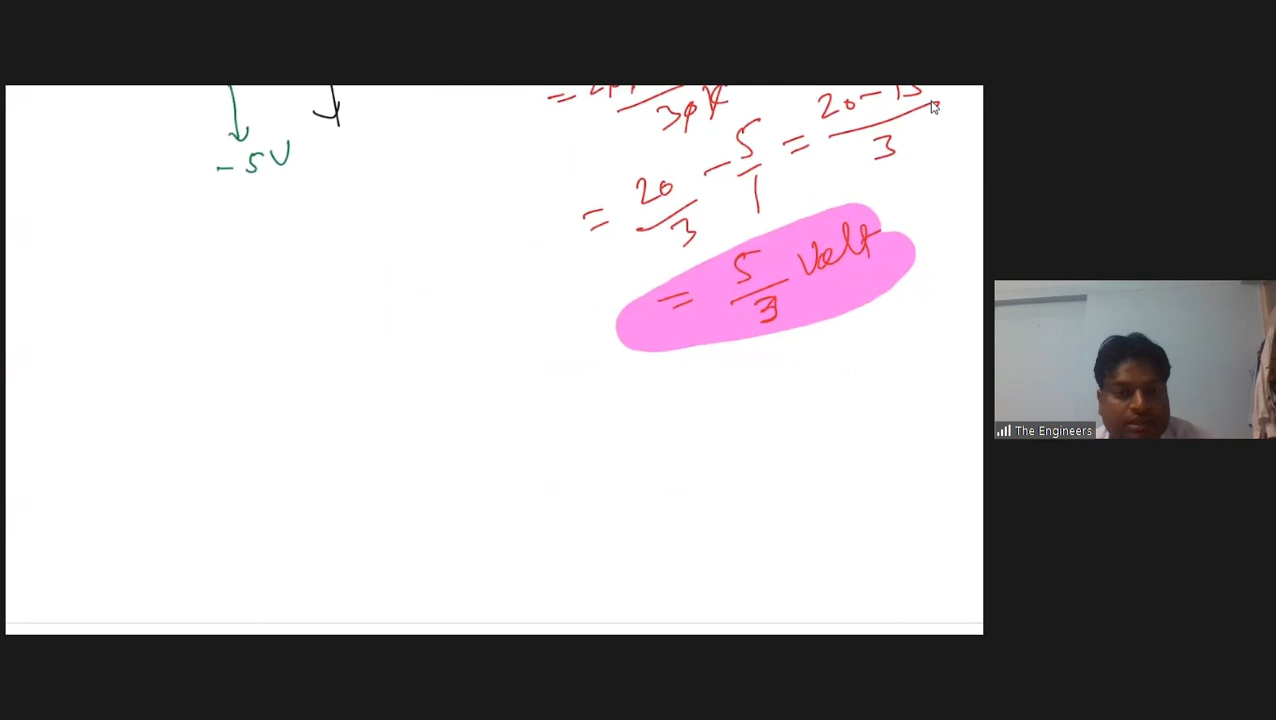 - 5V
= 20/3 - 5/1 = 20-15/3
= 5/3 Volt
The Engineers